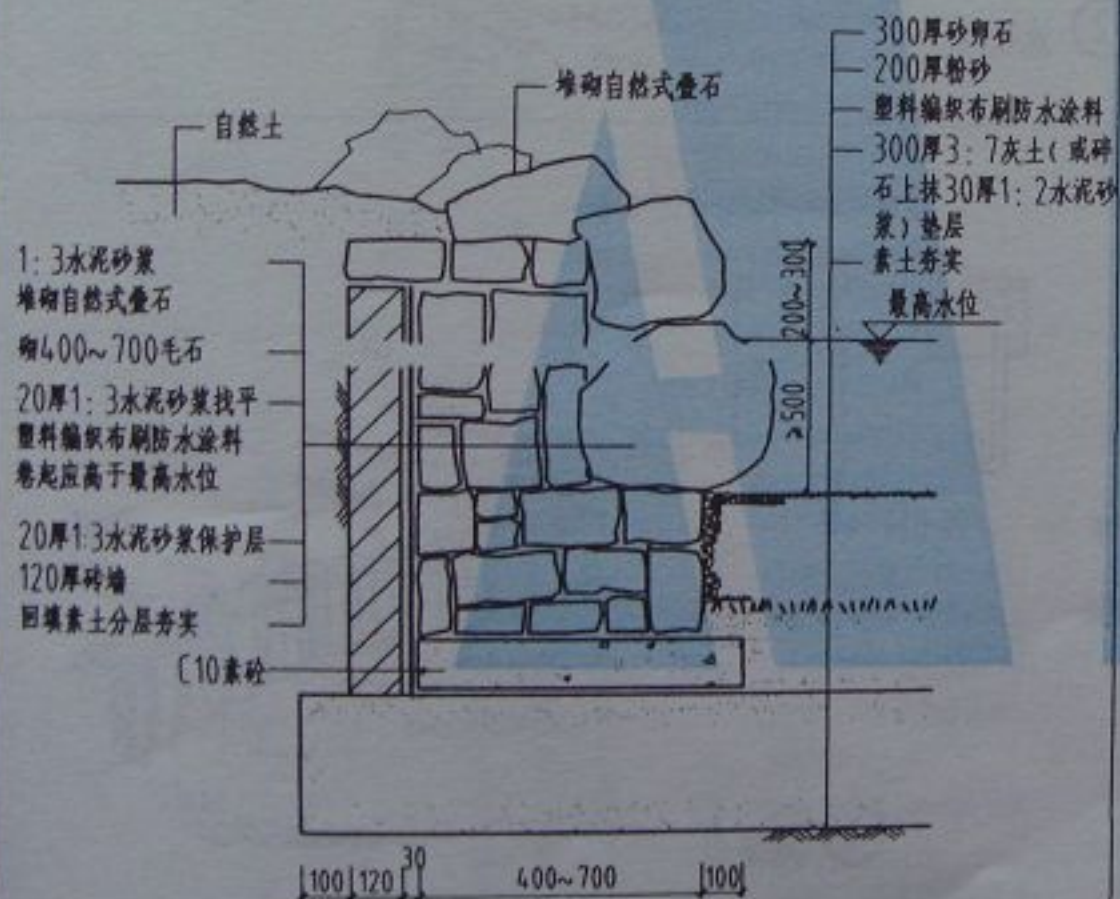 300厚砂卵石
200厚粉砂
塑料编织布刷防水涂料
300厚3：7灰土（或碎
石上抹30厚1：2水泥砂
浆）垫层
素土夯实
最高水位
堆砌自然式叠石
自然土
1：3水泥砂浆
堆砌自然式叠石
砌400~700毛石
20厚1：3水泥砂浆找平
塑料编织布刷防水涂料
卷起应高于最高水位
20厚1:3水泥砂浆保护层
120厚砖墙
回填素土分层夯实
C10素砼
200~300
≥500
100
120
30
400~700
100